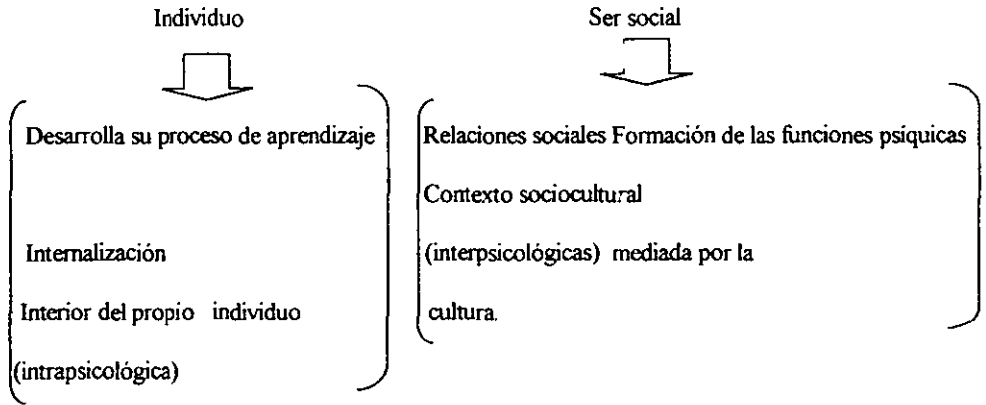 Individuo
Ser social
Desarrolla su proceso de aprendizaje
Internalización
Interior del propio individuo
(intrapsicológica)
Relaciones sociales Formación de las funciones psíquicas
Contexto sociocultural
(interpsicológicas) mediada por la
cultura.